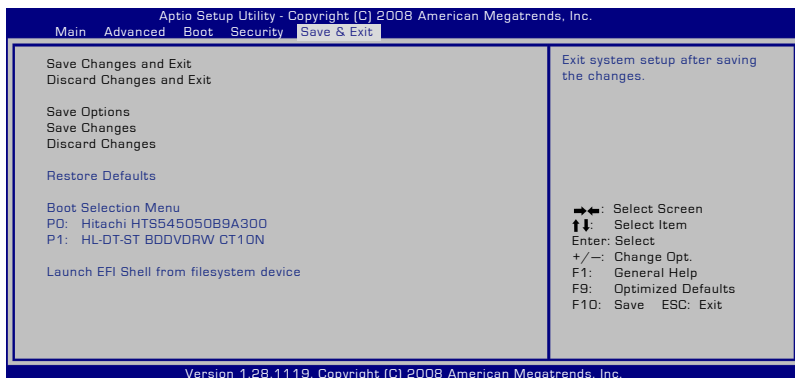 Aptio Setup Utility - Copyright (C) 2008 American Megatrends, Inc.
Main Advanced Boot Security Save & Exit
Save Changes and Exit
Discard Changes and Exit
Save Options
Save Changes
Discard Changes
Restore Defaults
Boot Selection Menu
P0: Hitachi HTS545050B9A300
P1: HL-DT-ST BDDVDRW CT10N
Launch EFI Shell from filesystem device
Exit system setup after saving
the changes.
→←: Select Screen
↑↓: Select Item
Enter: Select
+/—: Change Opt.
F1: General Help
F9: Optimized Defaults
F10: Save ESC: Exit
Version 1.28.1119. Copyright (C) 2008 American Megatrends, Inc.